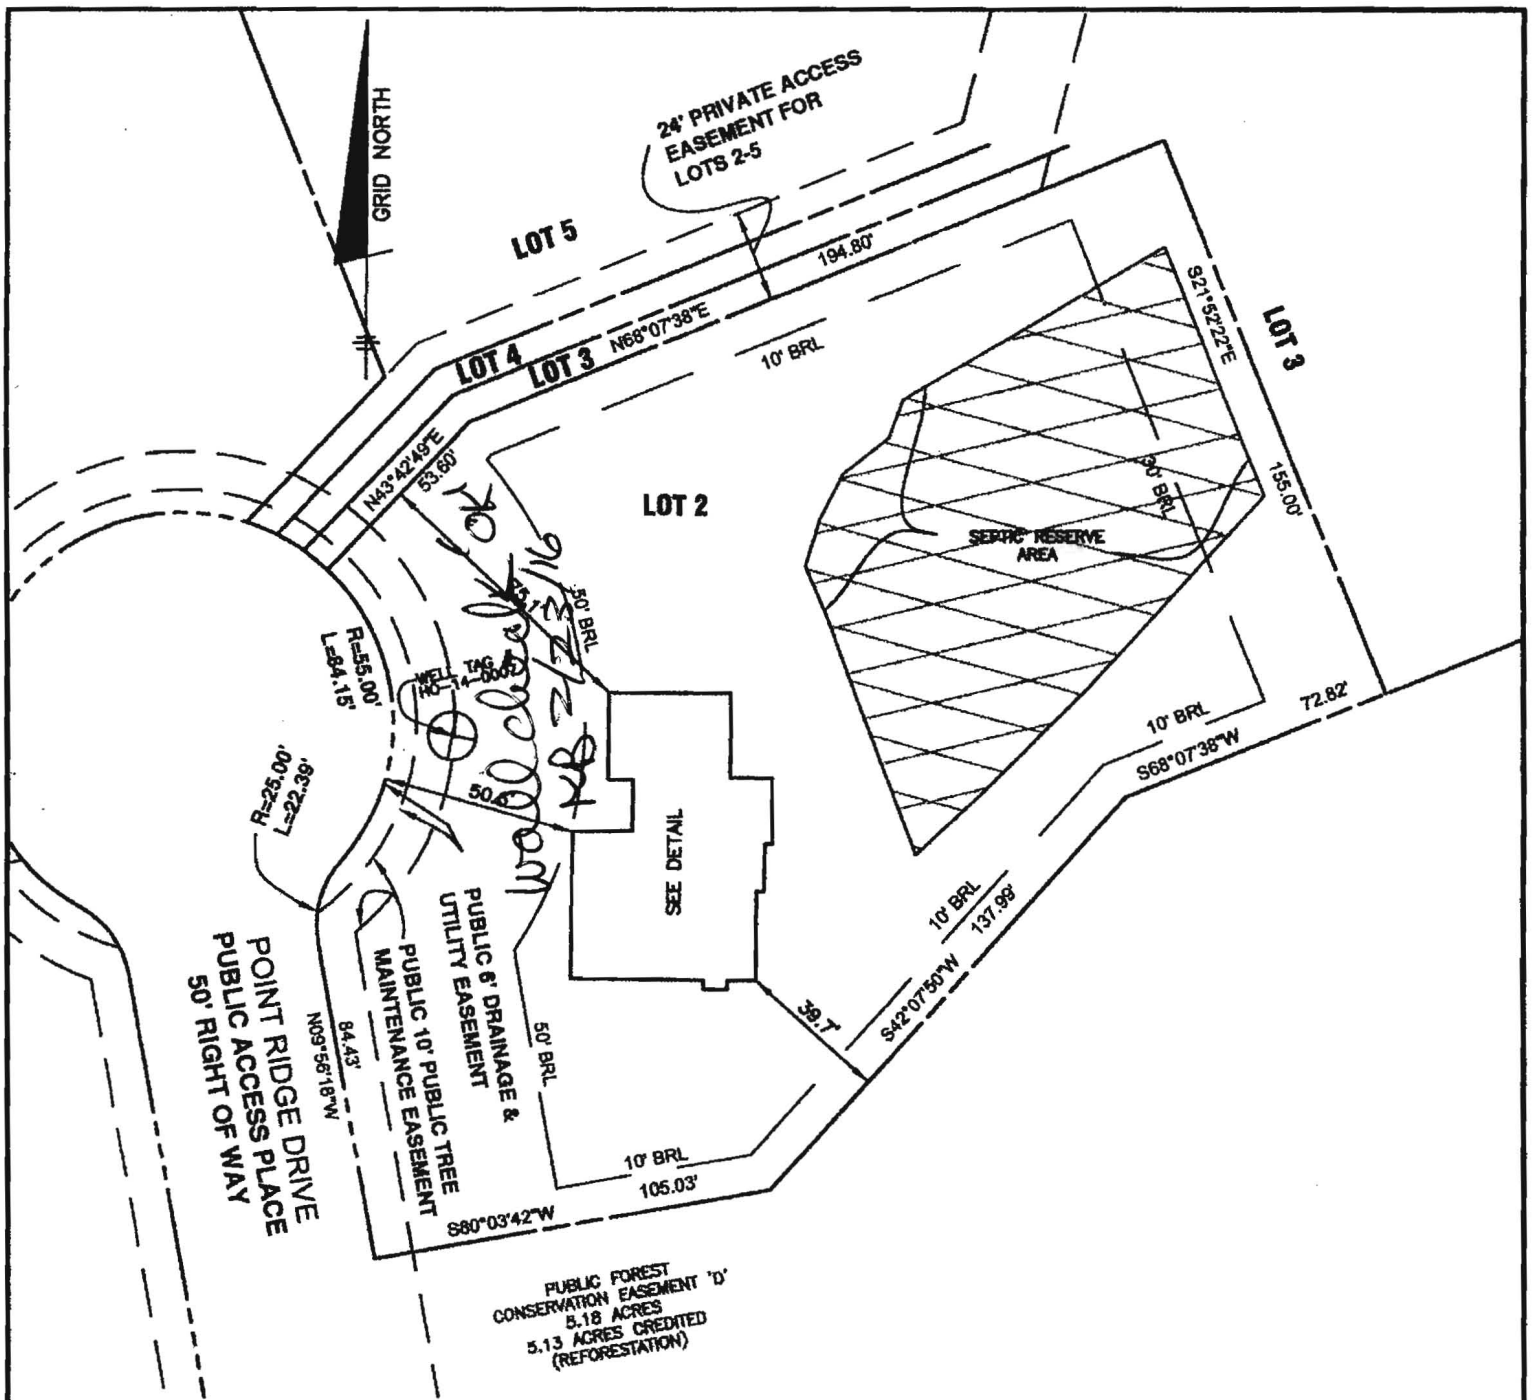 24' PRIVATE ACCESS
EASEMENT FOR
LOTS 2-5
GRID NORTH
LOT 5
194.80'
N68°07'38"E
LOT 4
LOT 3
10' BRL
S21°52'22"E
LOT 3
155.00'
N43°42'49"E
53.60'
LOT 2
30' BRL
SEPTIC RESERVE
AREA
50' BRL
Well location OK
R=55.00'
L=84.15'
WELL TAG
50.6'
R=25.00'
L=22.39'
SEE DETAIL
72.82'
10' BRL
S68°07'38"W
10' BRL
137.99'
S42°07'50"W
39.7'
PUBLIC 6' DRAINAGE &
UTILITY EASEMENT
PUBLIC 10' PUBLIC TREE
MAINTENANCE EASEMENT
50' BRL
84.43'
N09°56'18"W
POINT RIDGE DRIVE
PUBLIC ACCESS PLACE
50' RIGHT OF WAY
10' BRL
105.03'
S80°03'42"W
PUBLIC FOREST
CONSERVATION EASEMENT 'D'
5.18 ACRES
5.13 ACRES CREDITED
(REFORESTATION)